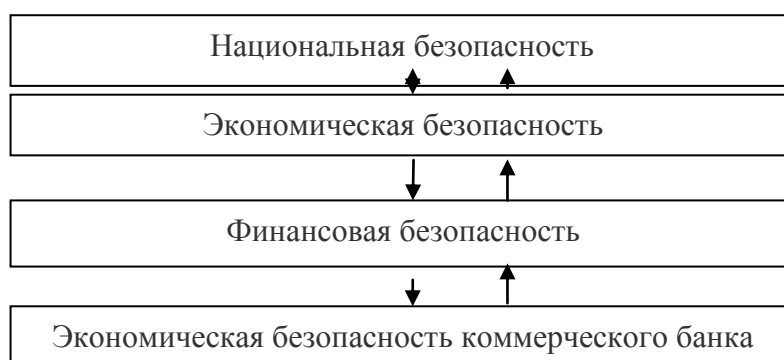 Национальная безопасность
Экономическая безопасность
Финансовая безопасность
Экономическая безопасность коммерческого банка